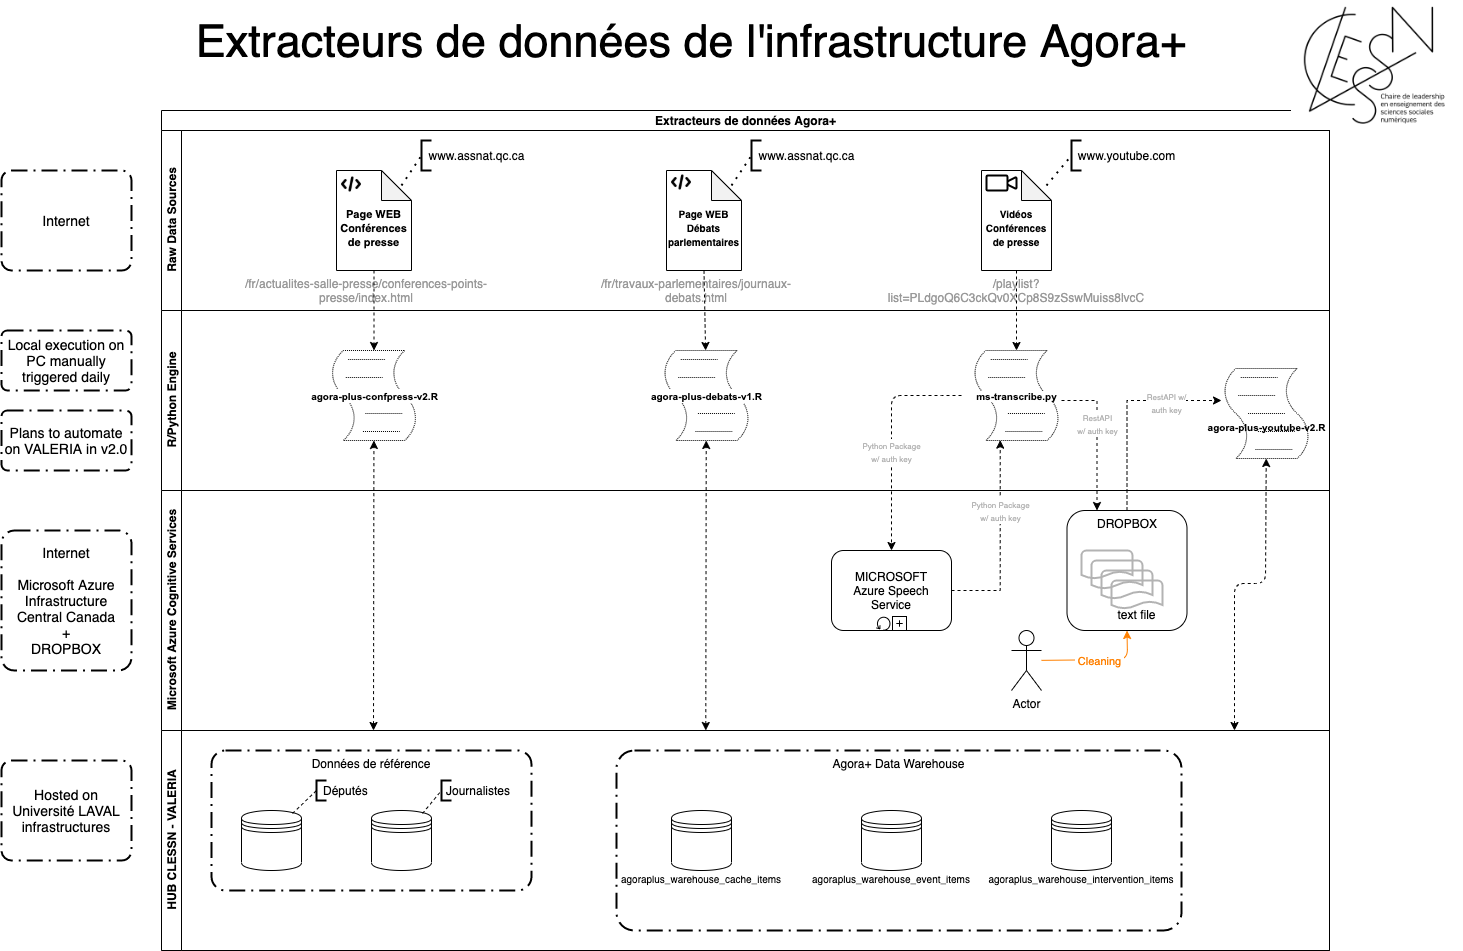 Extracteurs de données de l'infrastructure Agora+
CLESSN
Chaire de leadership
en enseignement des
sciences sociales
numériques
Extracteurs de données Agora+
Internet
Raw Data Sources
www.assnat.qc.ca
</>
Page WEB
Conférences
de presse
/fr/actualites-salle-presse/conferences-points-
presse/index.html
www.assnat.qc.ca
</>
Page WEB
Débats
parlementaires
/fr/travaux-parlementaires/journaux-
debats.html
www.youtube.com
Vidéos
Conférences
de presse
/playlist?
list=PLdgoQ6C3ckQv0XCp8S9zSswMuiss8lvcC
Local execution on
PC manually
triggered daily
Plans to automate
on VALERIA in v2.0
R/Python Engine
agora-plus-confpress-v2.R
agora-plus-debats-v1.R
ms-transcribe.py
agora-plus-youtube-v2.R
Python Package
w/ auth key
RestAPI
w/ auth key
RestAPI w/
auth key
Python Package
w/ auth key
Internet
Microsoft Azure
Infrastructure
Central Canada
+
DROPBOX
Microsoft Azure Cognitive Services
MICROSOFT
Azure Speech
Service
+
DROPBOX
text file
Cleaning
Actor
Hosted on
Université LAVAL
infrastructures
HUB CLESSN - VALERIA
Données de référence
Députés
Journalistes
Agora+ Data Warehouse
agoraplus_warehouse_cache_items
agoraplus_warehouse_event_items
agoraplus_warehouse_intervention_items